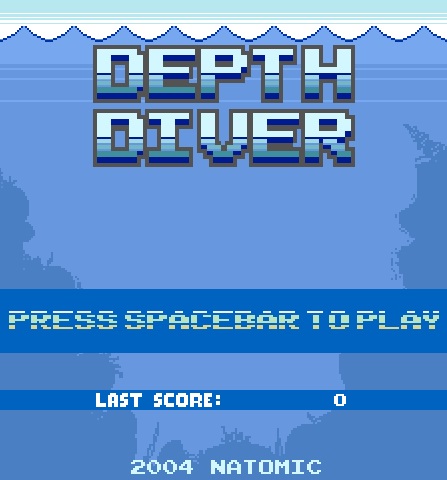 DEPTH
DIVER
PRESS SPACEBAR TO PLAY
LAST SCORE: 0
2004 NATOMIC